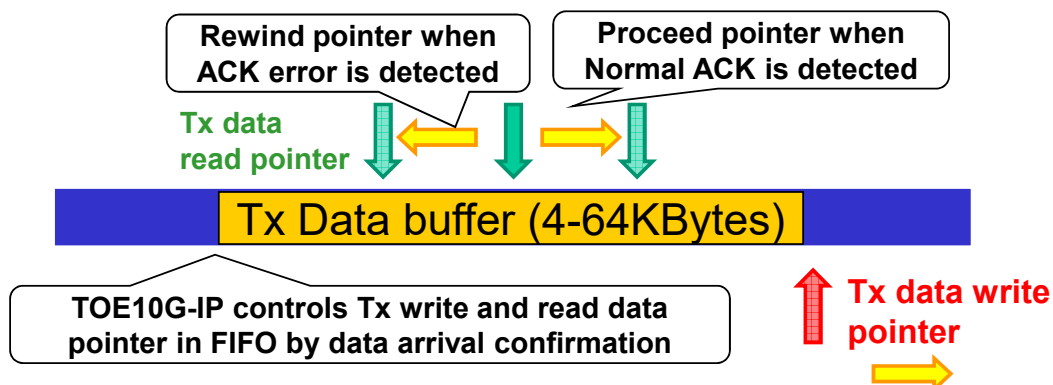 Rewind pointer when
ACK error is detected
Proceed pointer when
Normal ACK is detected
Tx data
read pointer
Tx Data buffer (4-64KBytes)
TOE10G-IP controls Tx write and read data
pointer in FIFO by data arrival confirmation
Tx data write
pointer